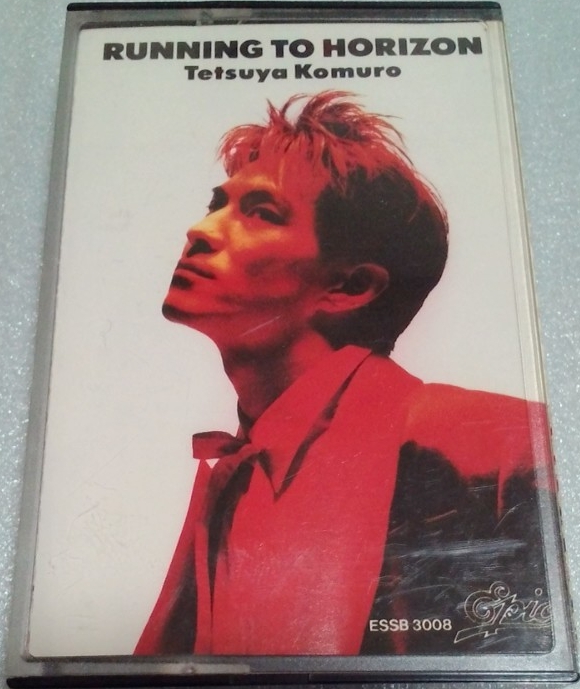 RUNNING TO HORIZON
Tetsuya Komuro
ESSB 3008
Epic